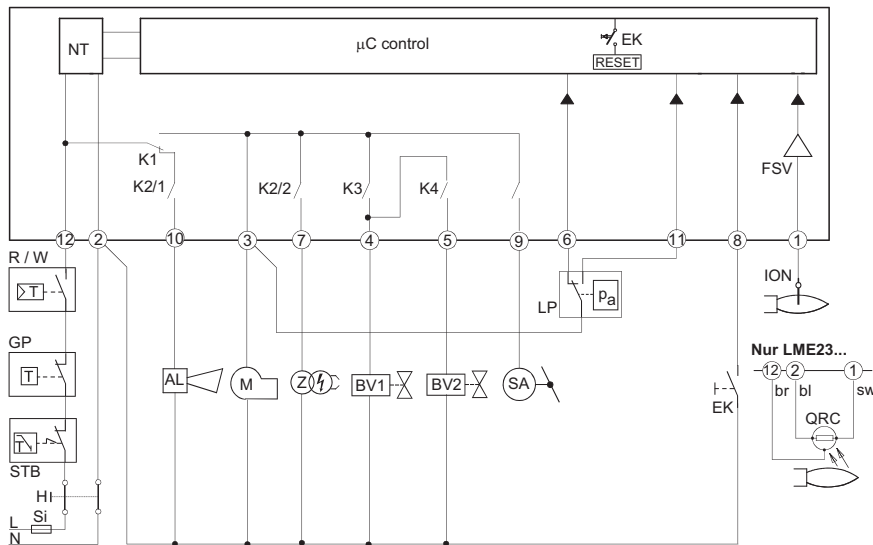 NT
µC control
EK
RESET
K1
K2/1
K2/2
K3
K4
FSV
12 2 10 3 7 4 5 9 6 11 8 1
R / W
T
GP
T
STB
T
H
L
Si
N
AL
M
Z
BV1
BV2
SA
LP
pa
EK
ION
Nur LME23...
12 2 1
br bl sw
QRC